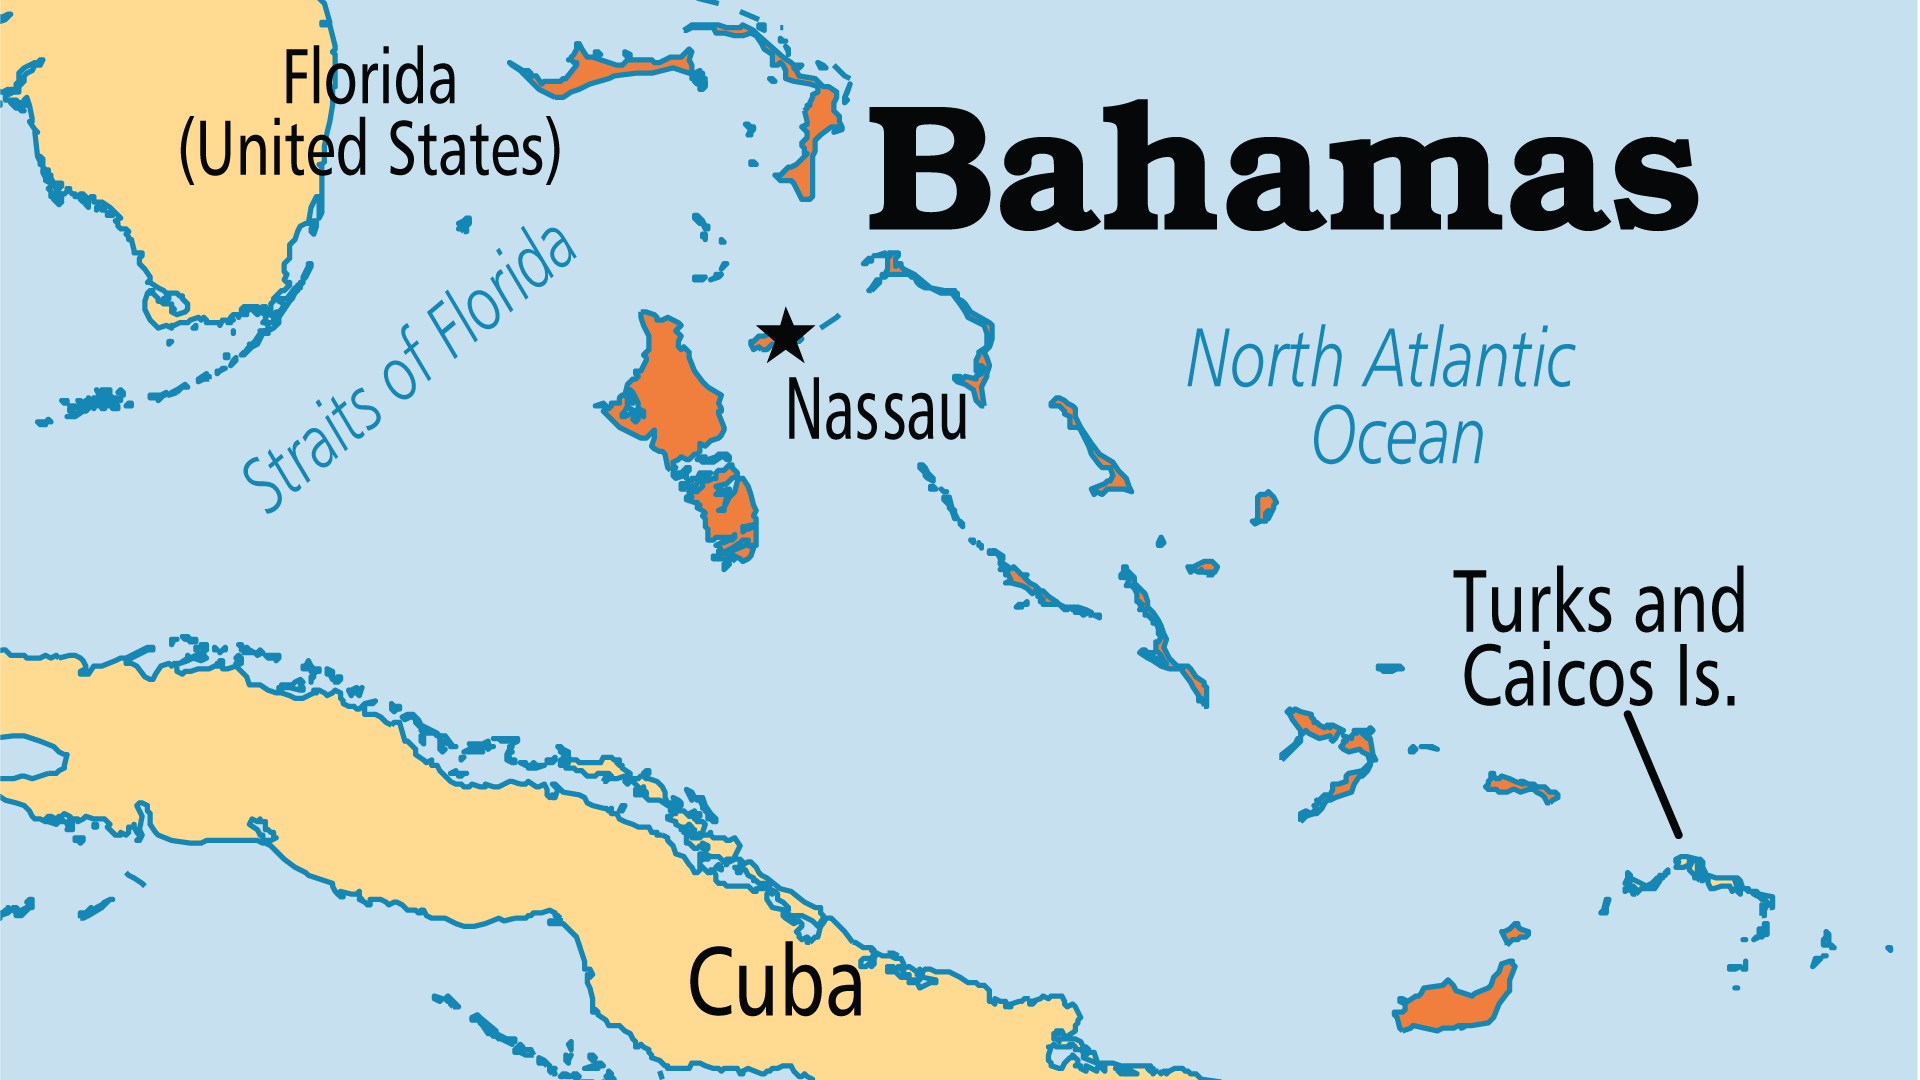 Florida
(United States)
Bahamas
Straits of Florida
North Atlantic
Ocean
Nassau
Turks and
Caicos Is.
Cuba